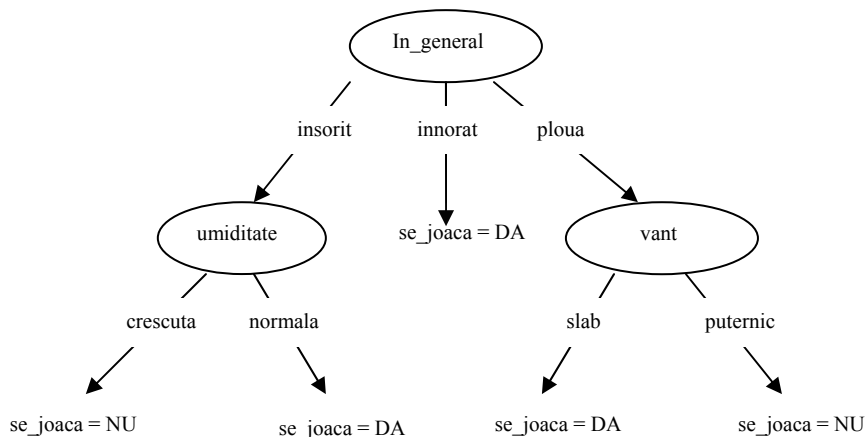 In_general
insorit
innorat
ploua
umiditate
se_joaca = DA
vant
crescuta
normala
slab
puternic
se_joaca = NU
se_joaca = DA
se_joaca = DA
se_joaca = NU